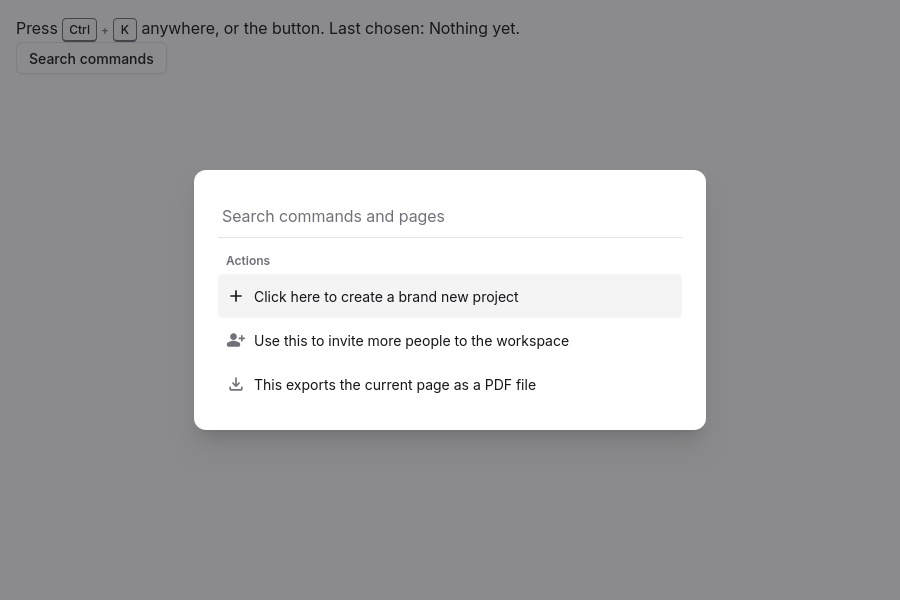 Press Ctrl + K anywhere, or the button. Last chosen: Nothing yet.
Search commands
Search commands and pages
Actions
Click here to create a brand new project
Use this to invite more people to the workspace
This exports the current page as a PDF file